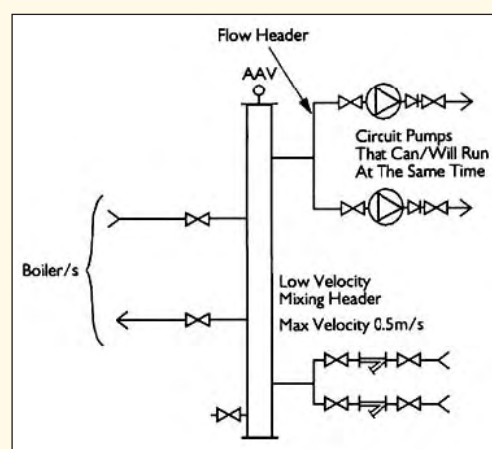 Flow Header
AAV
Circuit Pumps
That Can/Will Run
At The Same Time
Boiler/s
Low Velocity
Mixing Header
Max Velocity 0.5m/s